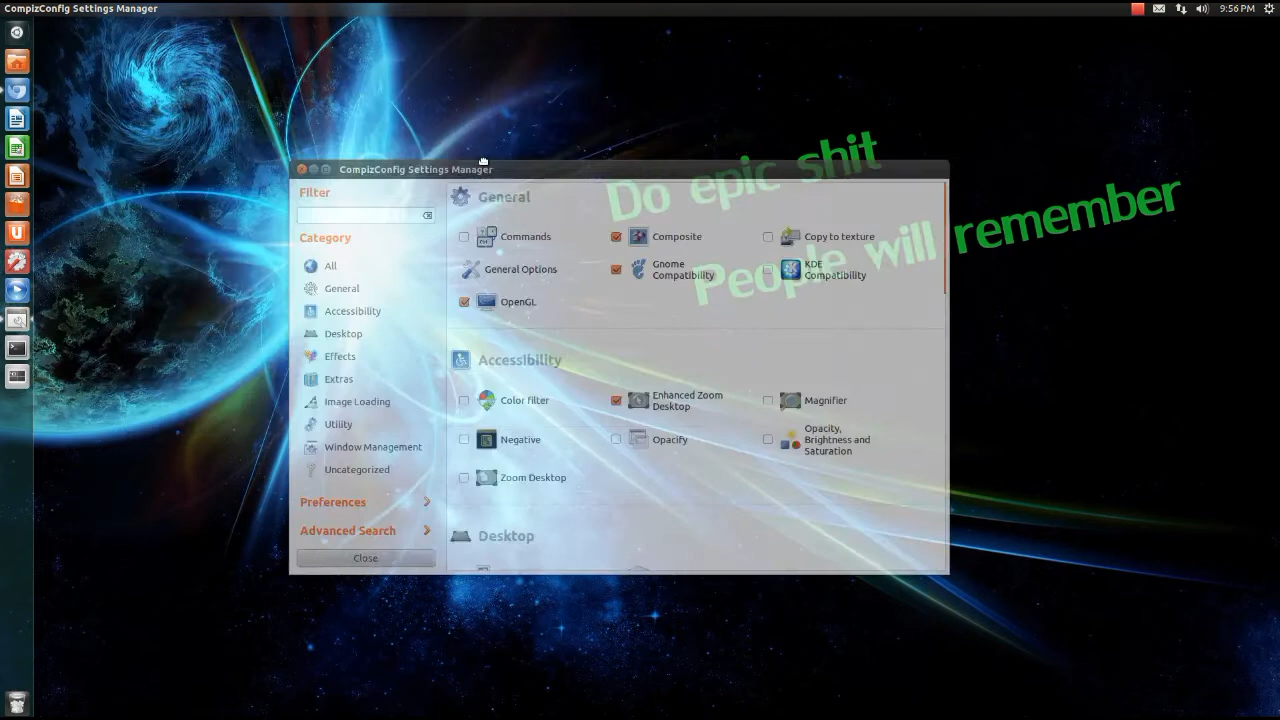 CompizConfig Settings Manager
9:56 PM
Do epic shit
People will remember
CompizConfig Settings Manager
Filter
Category
All
General
Accessibility
Desktop
Effects
Extras
Image Loading
Utility
Window Management
Uncategorized
Preferences
Advanced Search
Close
General
Commands
Composite
Copy to texture
General Options
Gnome
Compatibility
KDE
Compatibility
OpenGL
Accessibility
Color filter
Enhanced Zoom
Desktop
Magnifier
Negative
Opacify
Opacity,
Brightness and
Saturation
Zoom Desktop
Desktop